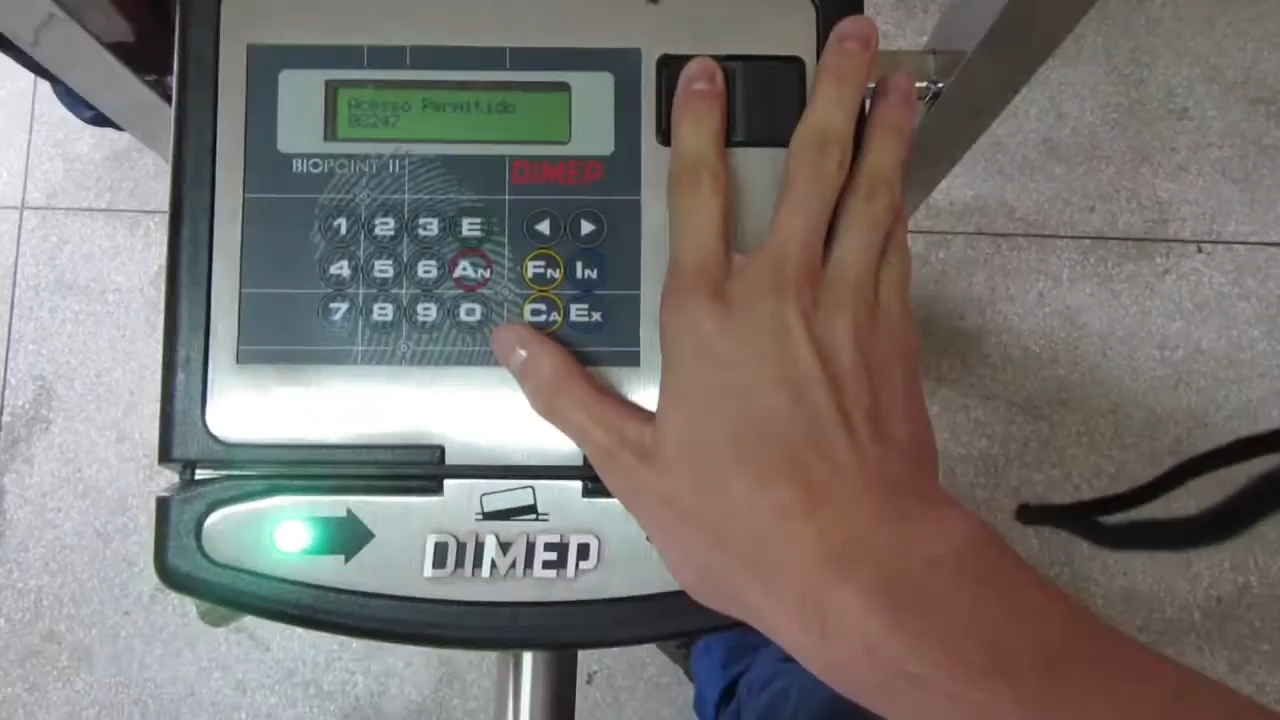 Acesso Permitido
08247
BIOPOINT II
DIMEP
1 2 3 E
4 5 6 AN FN IN
7 8 9 0 CA EX
DIMEP